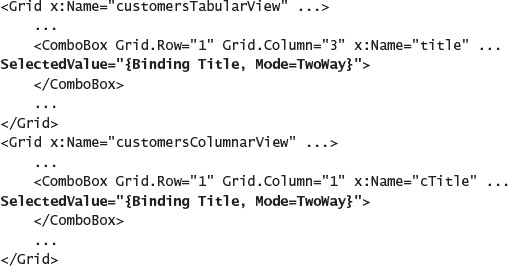 <Grid x:Name="customersTabularView" ...>
    ...
    <ComboBox Grid.Row="1" Grid.Column="3" x:Name="title" ...
SelectedValue="{Binding Title, Mode=TwoWay}">
    </ComboBox>
    ...
</Grid>
<Grid x:Name="customersColumnarView" ...>
    ...
    <ComboBox Grid.Row="1" Grid.Column="1" x:Name="cTitle" ...
SelectedValue="{Binding Title, Mode=TwoWay}">
    </ComboBox>
    ...
</Grid>